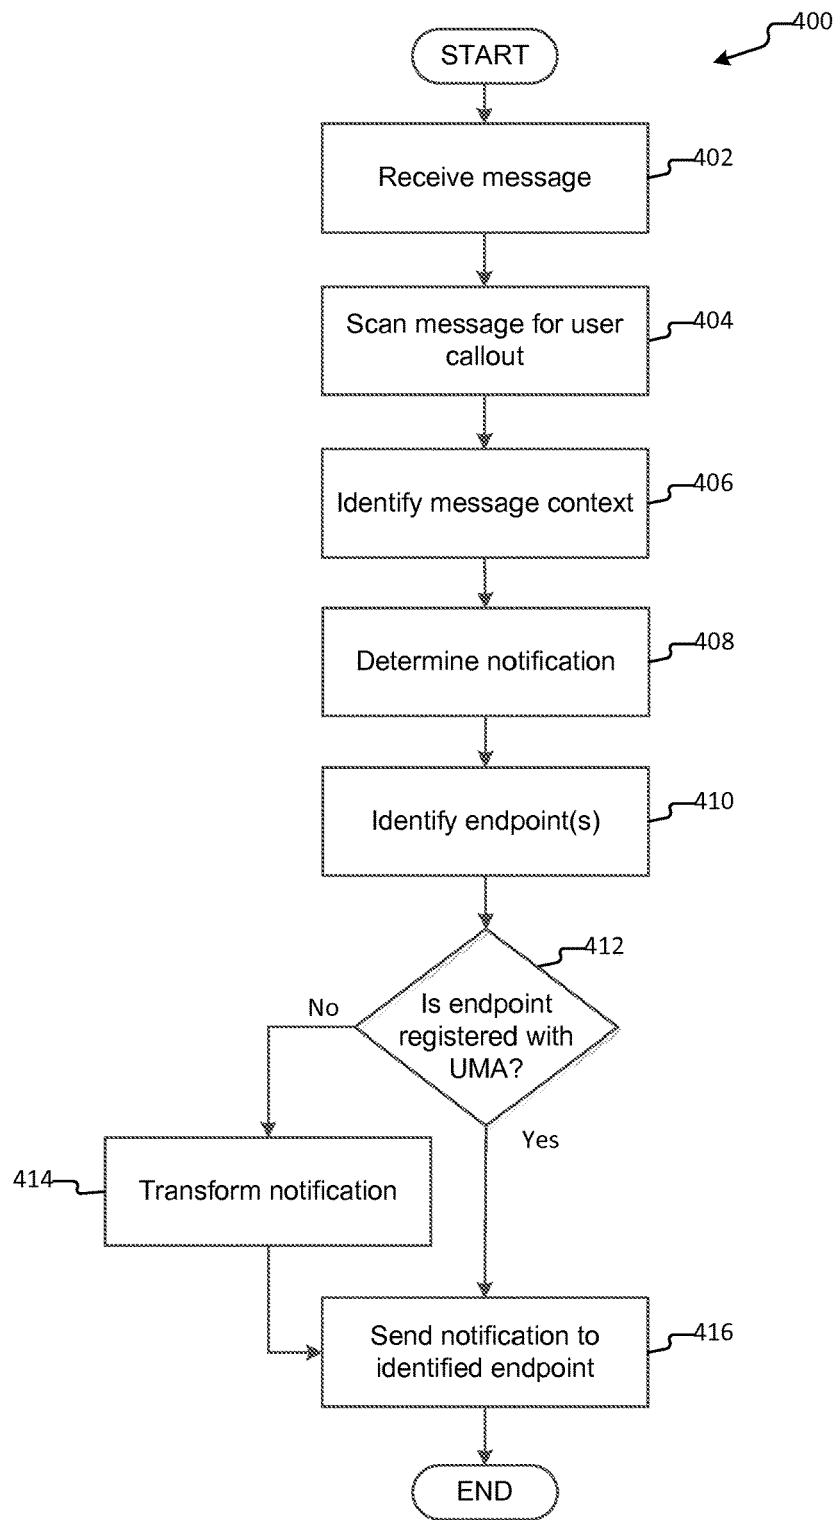 400
START
Receive message
402
Scan message for user
callout
404
Identify message context
406
Determine notification
408
Identify endpoint(s)
410
412
Is endpoint
registered with
UMA?
No
Yes
414
Transform notification
Send notification to
identified endpoint
416
END